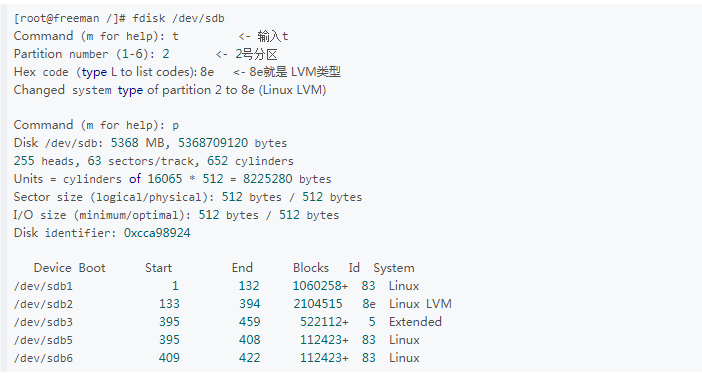 [root@freeman /]# fdisk /dev/sdb
Command (m for help): t <- 输入t
Partition number (1-6): 2 <- 2号分区
Hex code (type L to list codes): 8e <- 8e就是 LVM类型
Changed system type of partition 2 to 8e (Linux LVM)
Command (m for help): p
Disk /dev/sdb: 5368 MB, 5368709120 bytes
255 heads, 63 sectors/track, 652 cylinders
Units = cylinders of 16065 * 512 = 8225280 bytes
Sector size (logical/physical): 512 bytes / 512 bytes
I/O size (minimum/optimal): 512 bytes / 512 bytes
Disk identifier: 0xcca98924
Device Boot Start End Blocks Id System
/dev/sdb1 1 132 1060258+ 83 Linux
/dev/sdb2 133 394 2104515 8e Linux LVM
/dev/sdb3 395 459 522112+ 5 Extended
/dev/sdb5 395 408 112423+ 83 Linux
/dev/sdb6 409 422 112423+ 83 Linux